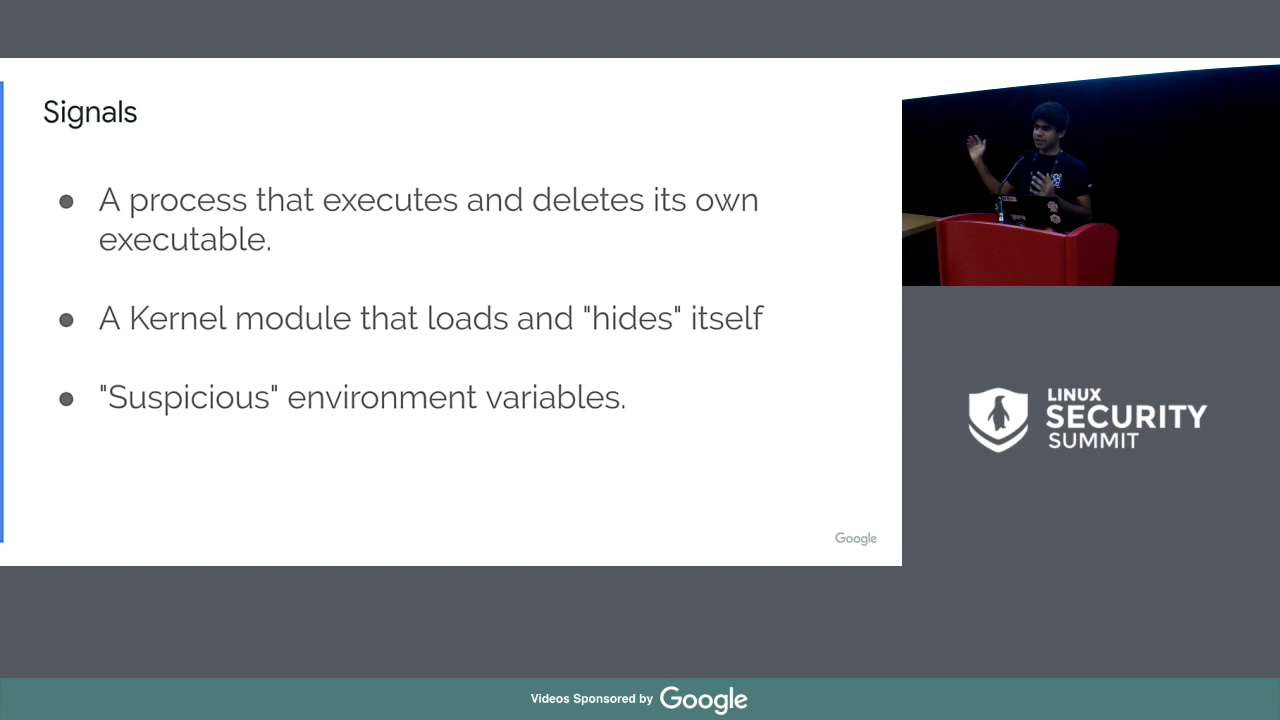 Signals
● A process that executes and deletes its own
executable.
● A Kernel module that loads and "hides" itself
● "Suspicious" environment variables.
Google
LINUX
SECURITY
SUMMIT
Videos Sponsored by Google